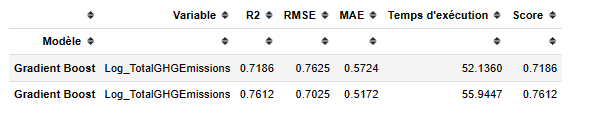 Variable R2 RMSE MAE Temps d'exécution Score
Modèle
Gradient Boost Log_TotalGHGEmissions 0.7186 0.7625 0.5724 52.1360 0.7186
Gradient Boost Log_TotalGHGEmissions 0.7612 0.7025 0.5172 55.9447 0.7612